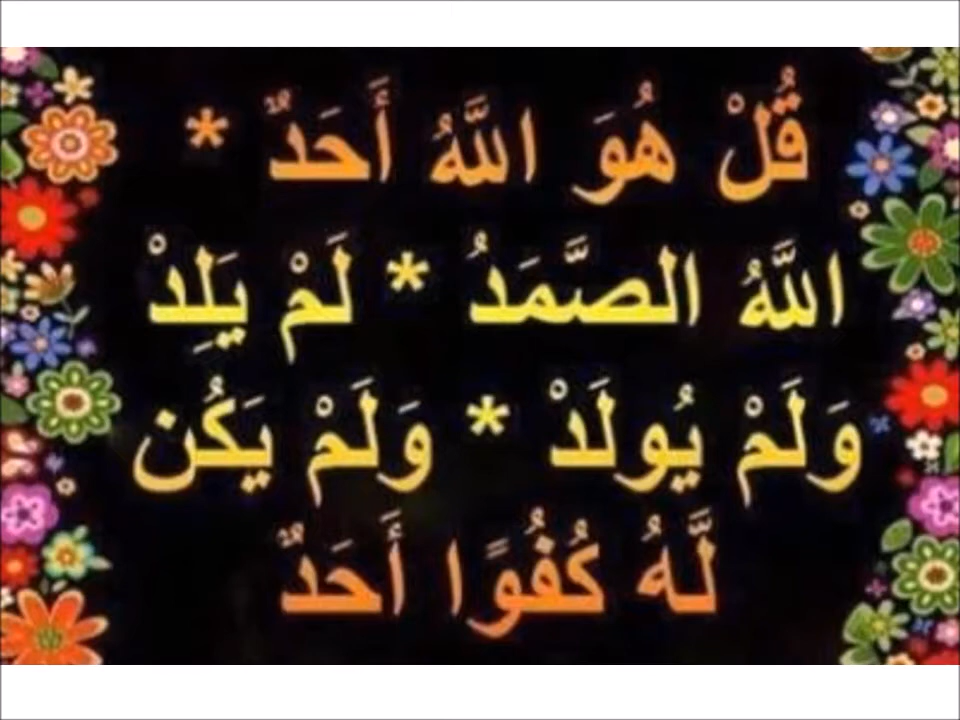 قُلْ هُوَ اللَّهُ أَحَدٌ *
اللَّهُ الصَّمَدُ * لَمْ يَلِدْ
وَلَمْ يُولَدْ * وَلَمْ يَكُن
لَّهُ كُفُوًا أَحَدٌ